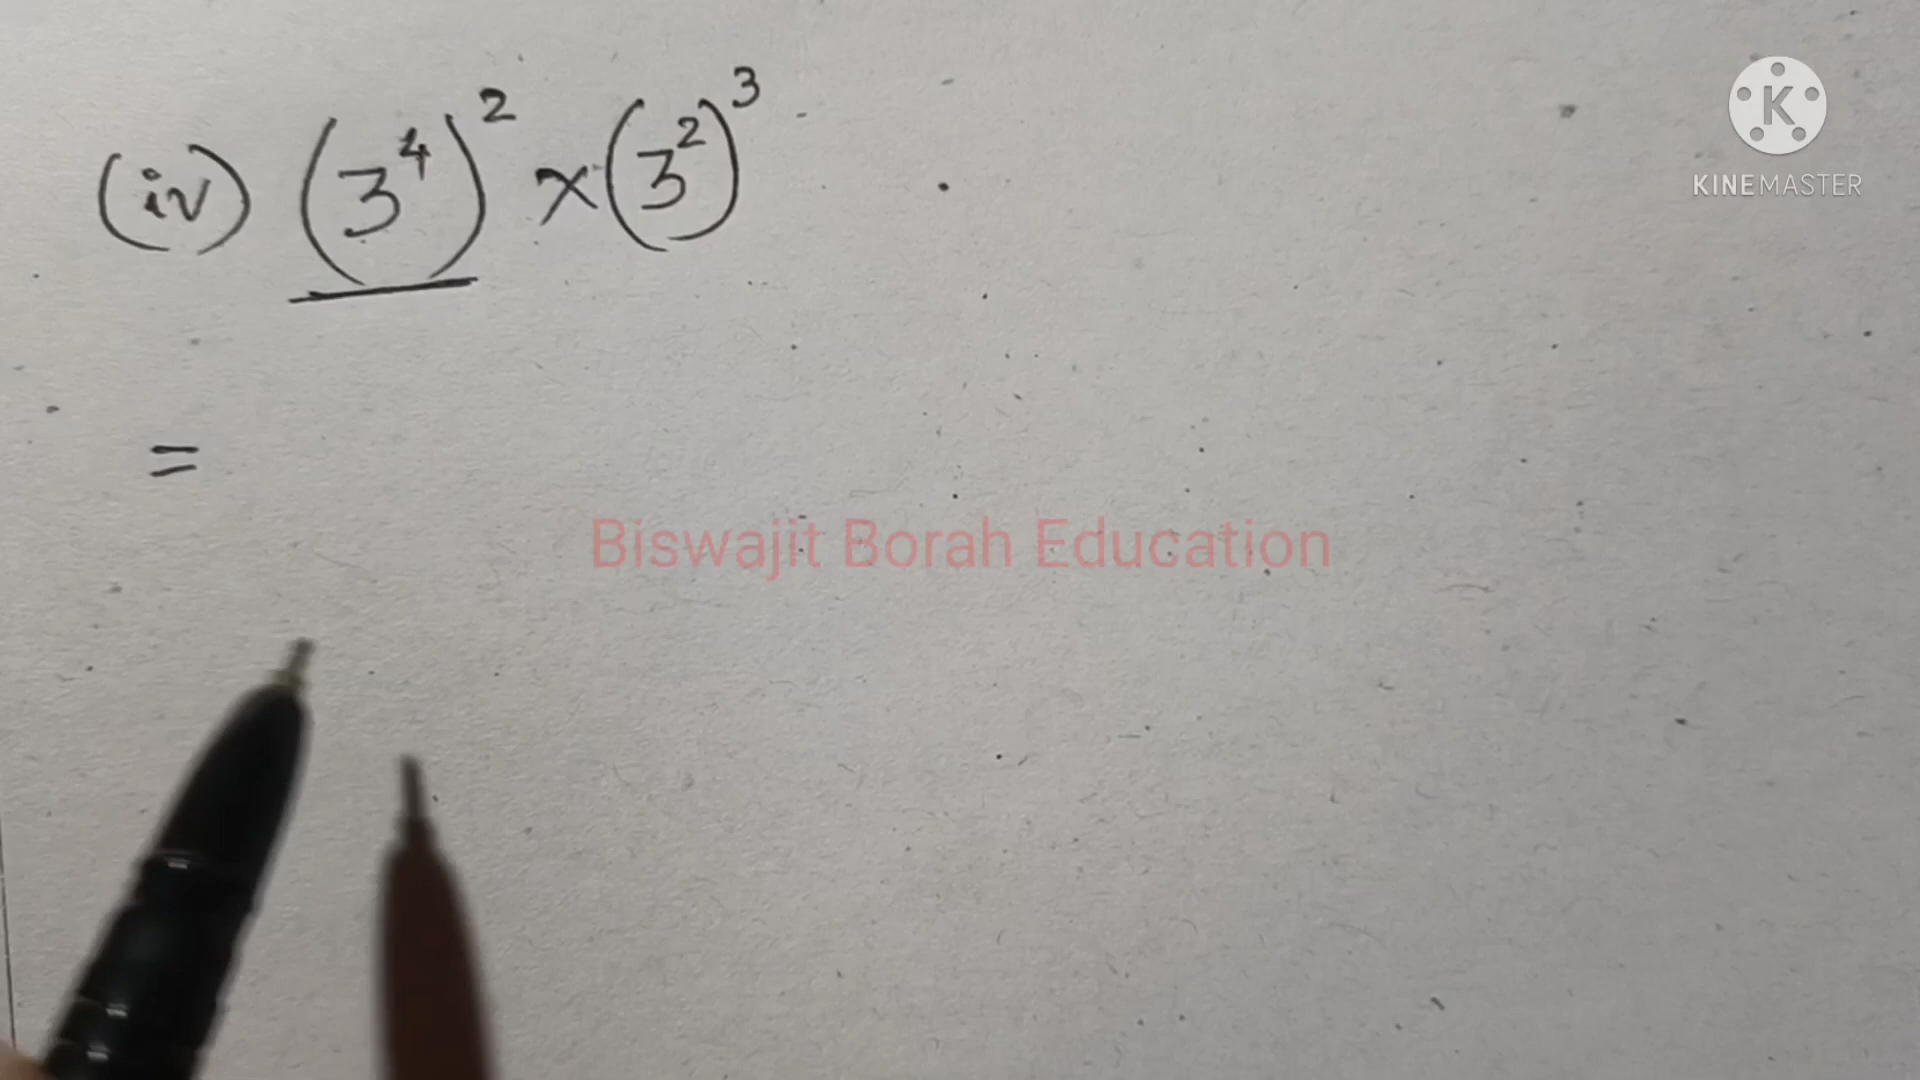 (iv) (3⁴)² × (3²)³
K
KINEMASTER
=
Biswajit Borah Education